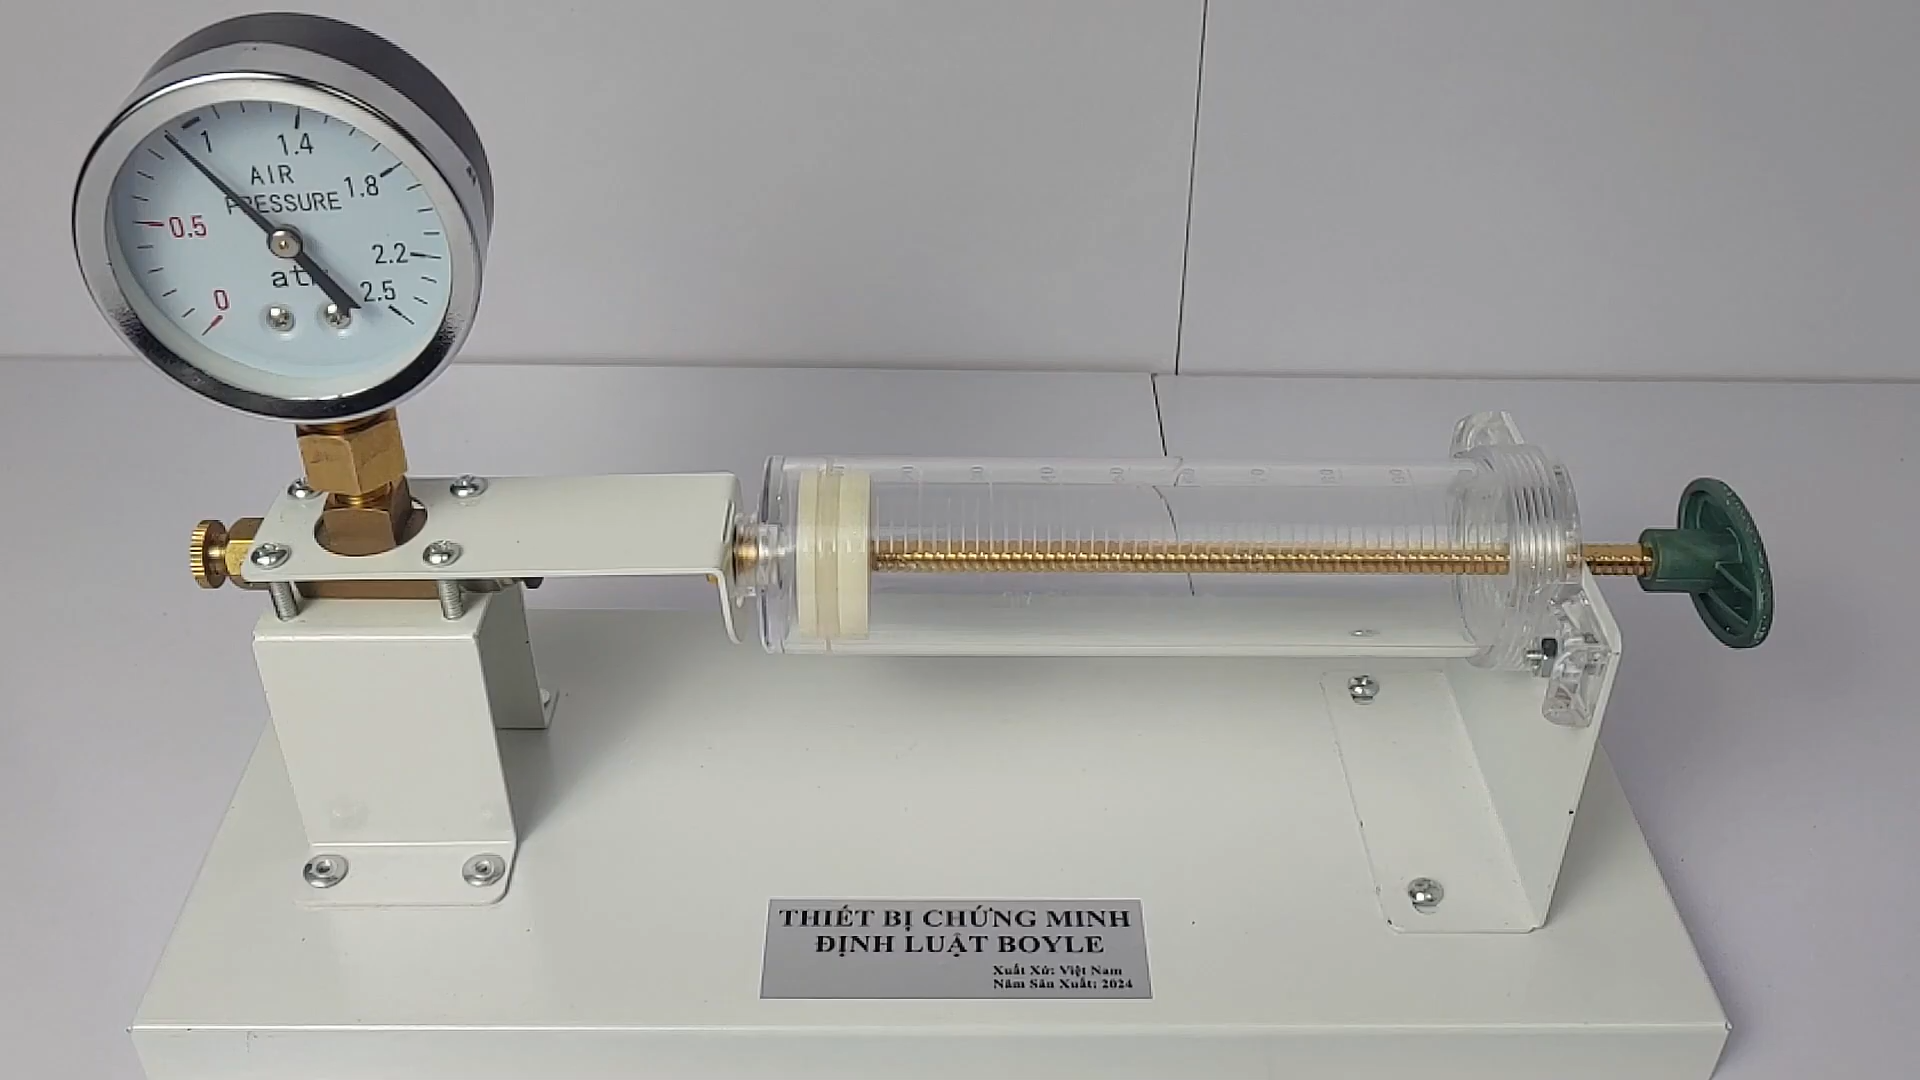 1
1.4
AIR
PRESSURE
1.8
0.5
2.2
2.5
0
THIẾT BỊ CHỨNG MINH
ĐỊNH LUẬT BOYLE
Xuất Xứ: Việt Nam
Năm Sản Xuất: 2024